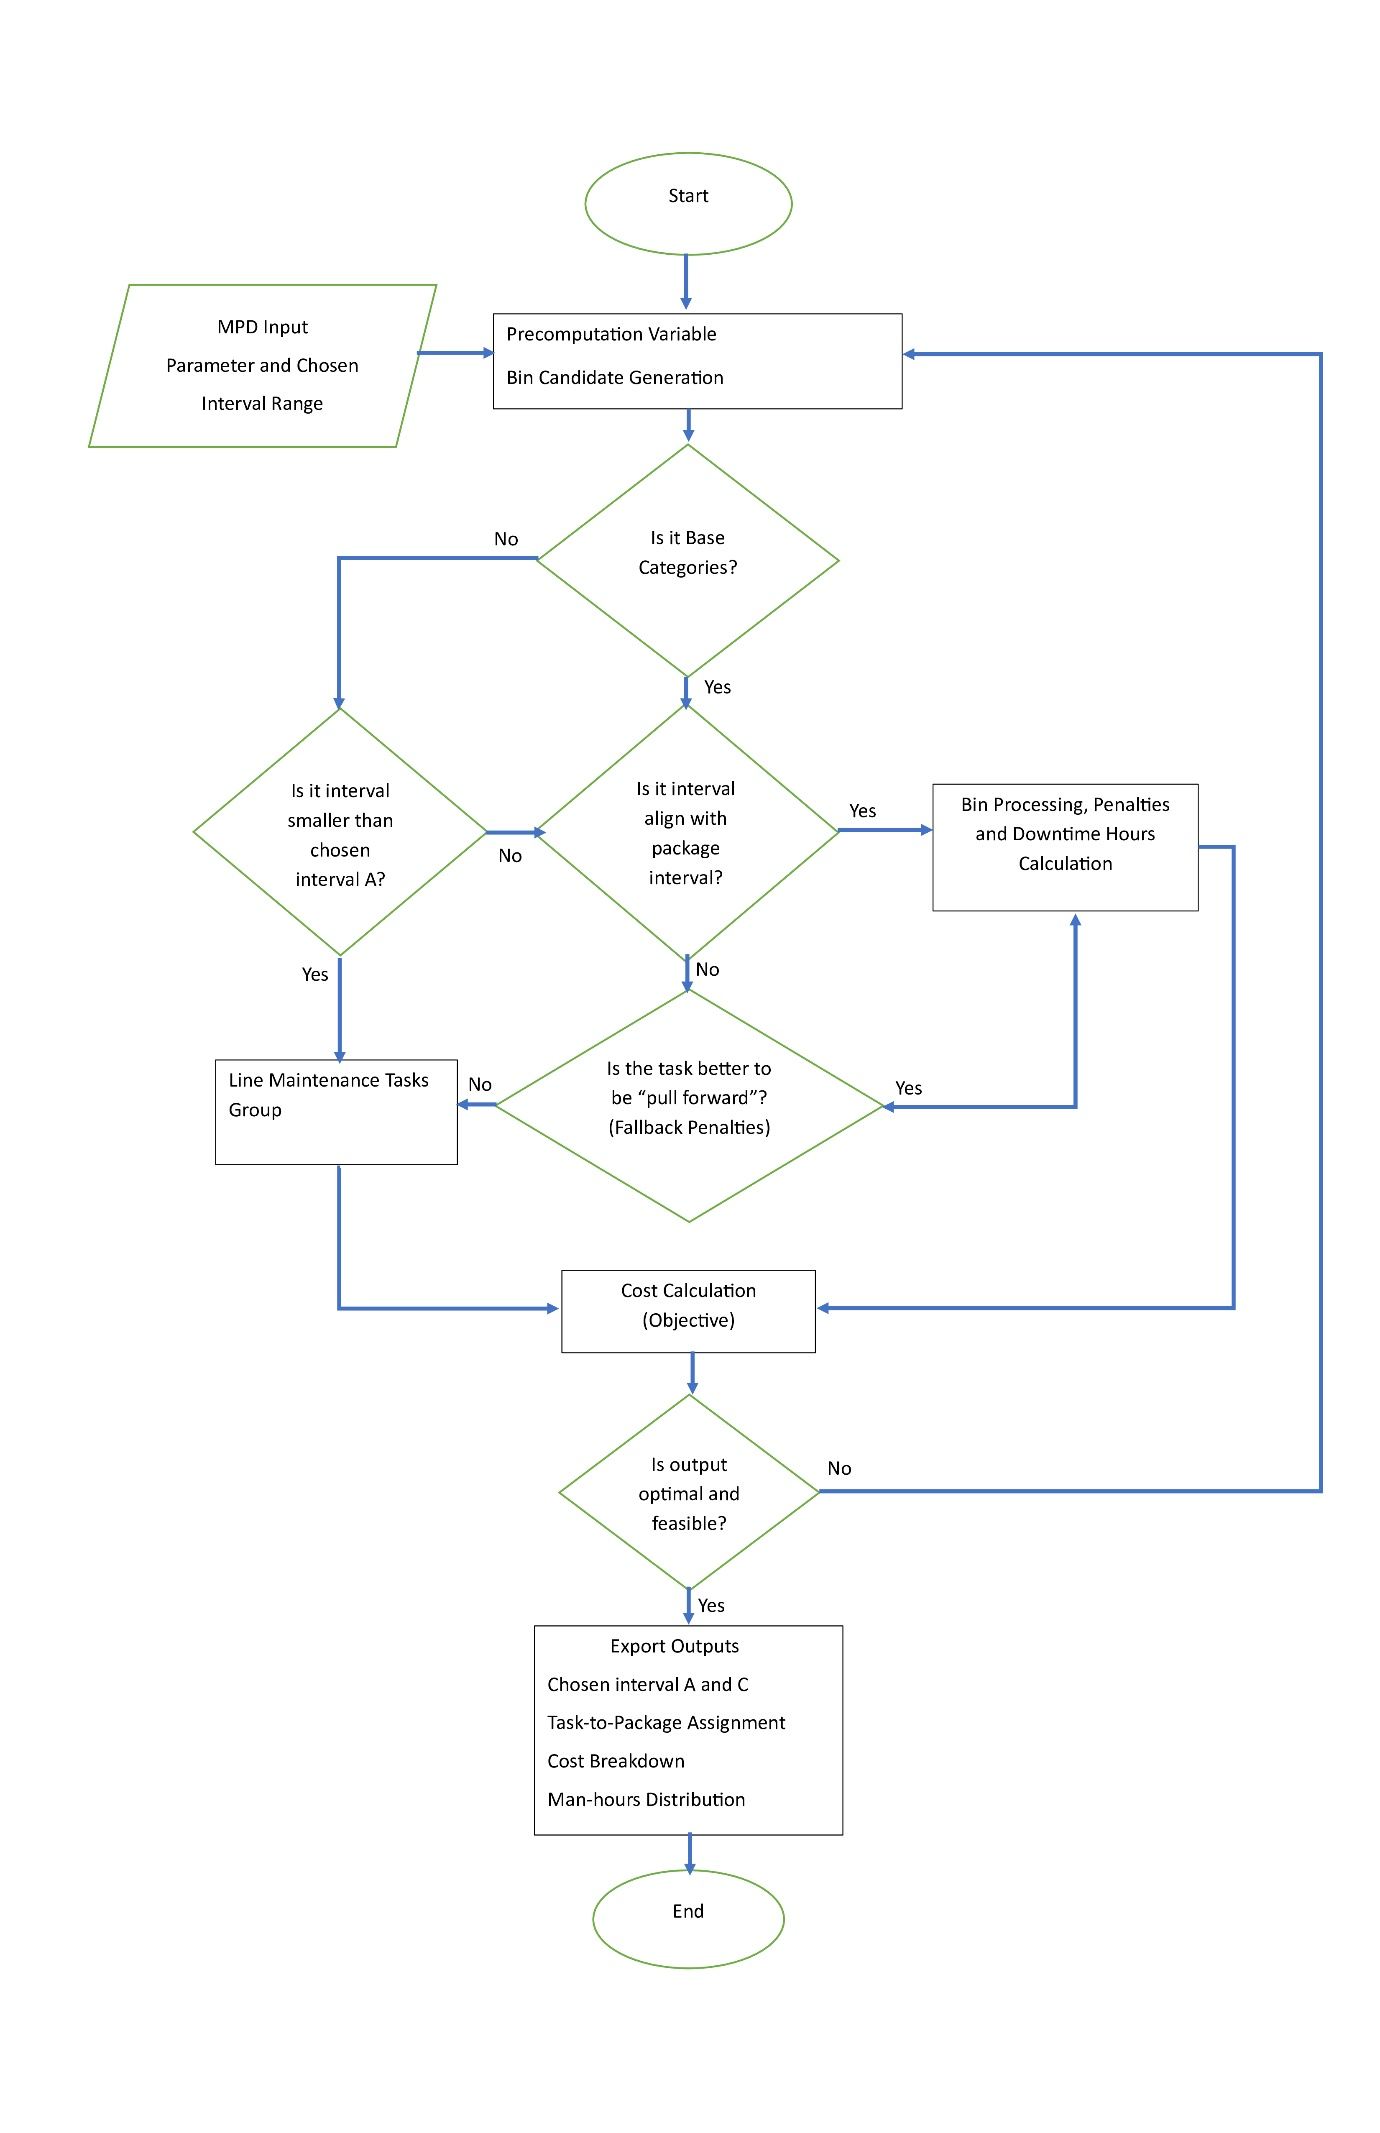 Start
MPD Input
Parameter and Chosen
Interval Range
Precomputation Variable
Bin Candidate Generation
Is it Base
Categories?
No
Yes
Is it interval
smaller than
chosen
interval A?
No
Yes
Is it interval
align with
package
interval?
Yes
No
Bin Processing, Penalties
and Downtime Hours
Calculation
Is the task better to
be “pull forward”?
(Fallback Penalties)
Yes
No
Line Maintenance Tasks
Group
Cost Calculation
(Objective)
Is output
optimal and
feasible?
No
Yes
Export Outputs
Chosen interval A and C
Task-to-Package Assignment
Cost Breakdown
Man-hours Distribution
End